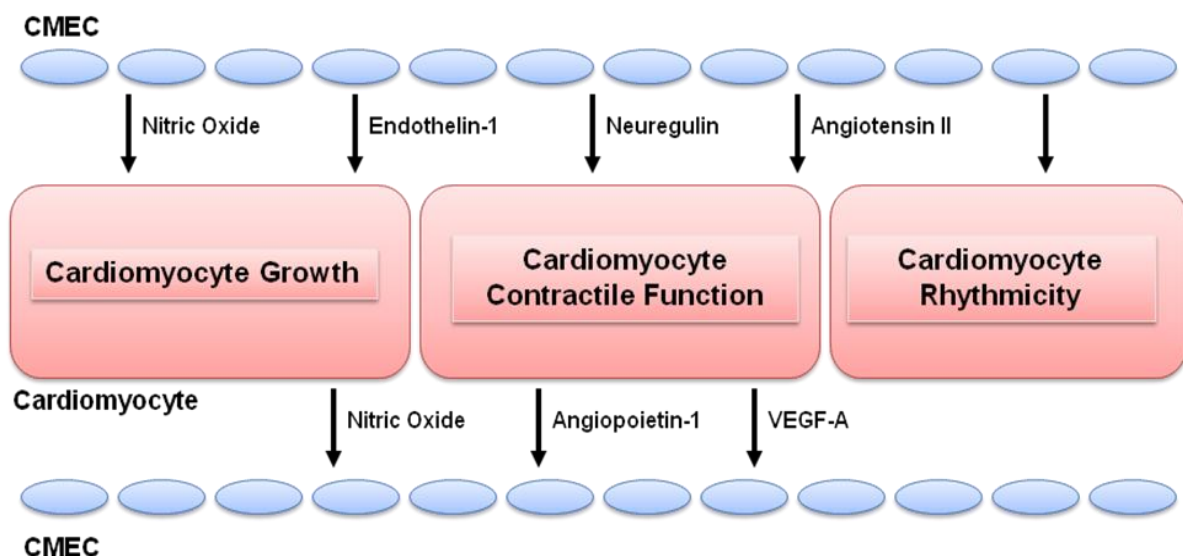 CMEC
Nitric Oxide
Endothelin-1
Neuregulin
Angiotensin II
Cardiomyocyte Growth
Cardiomyocyte
Contractile Function
Cardiomyocyte
Rhythmicity
Cardiomyocyte
Nitric Oxide
Angiopoietin-1
VEGF-A
CMEC